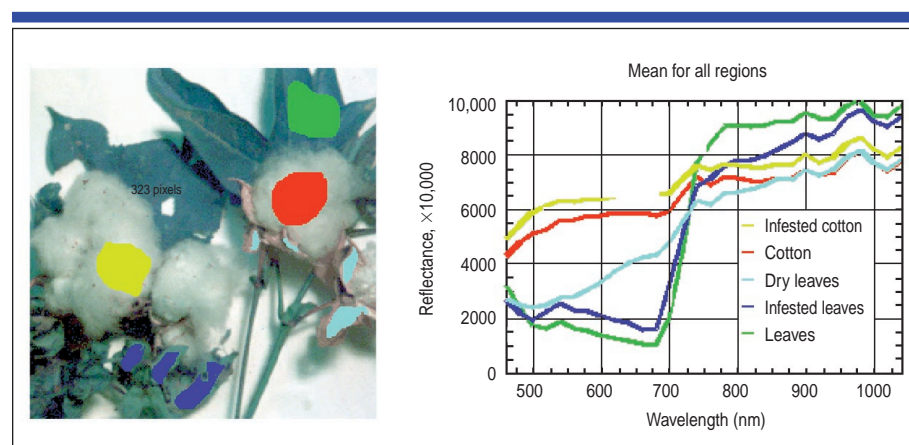 323 pixels
Mean for all regions
Reflectance, ×10,000
10,000
8000
6000
4000
2000
0
Infested cotton
Cotton
Dry leaves
Infested leaves
Leaves
500 600 700 800 900 1000
Wavelength (nm)